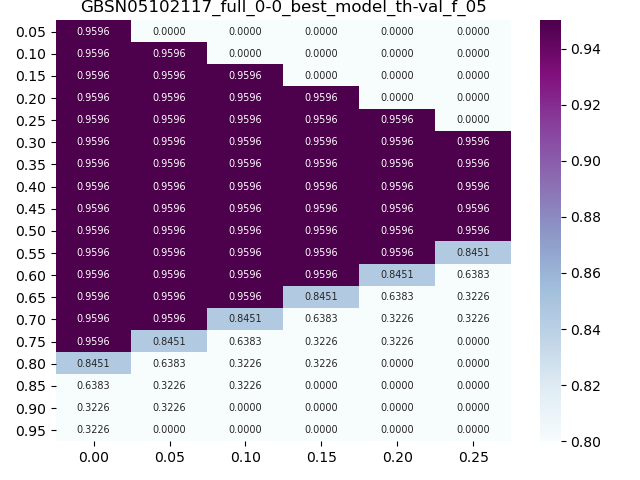 GBSN05102117_full_0-0_best_model_th-val_f_05
0.05 0.9596 0.0000 0.0000 0.0000 0.0000 0.0000
0.10 0.9596 0.9596 0.0000 0.0000 0.0000 0.0000
0.15 0.9596 0.9596 0.9596 0.0000 0.0000 0.0000
0.20 0.9596 0.9596 0.9596 0.9596 0.0000 0.0000
0.25 0.9596 0.9596 0.9596 0.9596 0.9596 0.0000
0.30 0.9596 0.9596 0.9596 0.9596 0.9596 0.9596
0.35 0.9596 0.9596 0.9596 0.9596 0.9596 0.9596
0.40 0.9596 0.9596 0.9596 0.9596 0.9596 0.9596
0.45 0.9596 0.9596 0.9596 0.9596 0.9596 0.9596
0.50 0.9596 0.9596 0.9596 0.9596 0.9596 0.9596
0.55 0.9596 0.9596 0.9596 0.9596 0.9596 0.8451
0.60 0.9596 0.9596 0.9596 0.9596 0.8451 0.6383
0.65 0.9596 0.9596 0.9596 0.8451 0.6383 0.3226
0.70 0.9596 0.9596 0.8451 0.6383 0.3226 0.3226
0.75 0.9596 0.8451 0.6383 0.3226 0.3226 0.0000
0.80 0.8451 0.6383 0.3226 0.3226 0.0000 0.0000
0.85 0.6383 0.3226 0.3226 0.0000 0.0000 0.0000
0.90 0.3226 0.3226 0.0000 0.0000 0.0000 0.0000
0.95 0.3226 0.0000 0.0000 0.0000 0.0000 0.0000
0.00 0.05 0.10 0.15 0.20 0.25
0.94
0.92
0.90
0.88
0.86
0.84
0.82
0.80